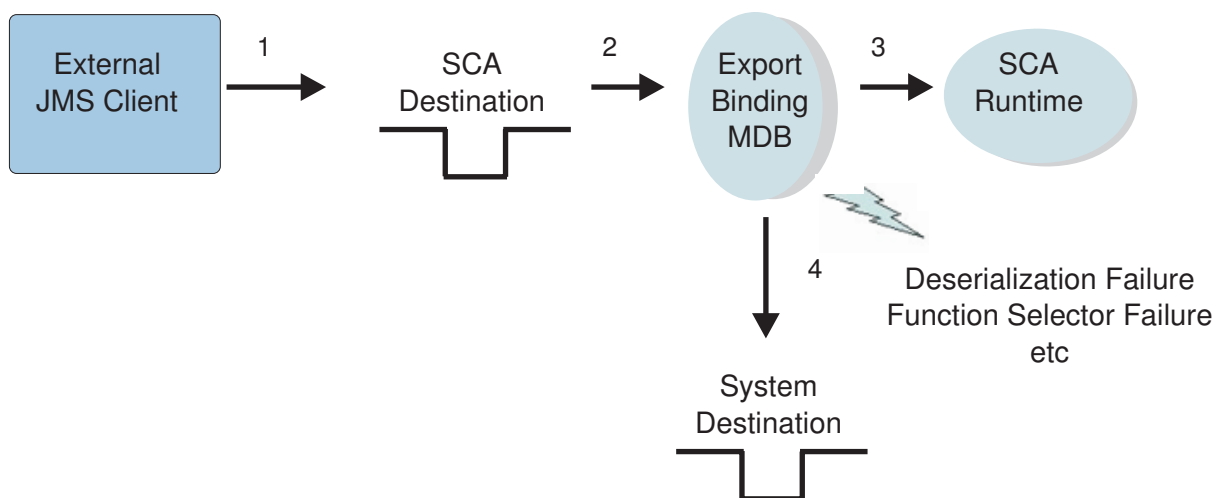 External
JMS Client
1
SCA
Destination
2
Export
Binding
MDB
3
SCA
Runtime
4
Deserialization Failure
Function Selector Failure
etc
System
Destination